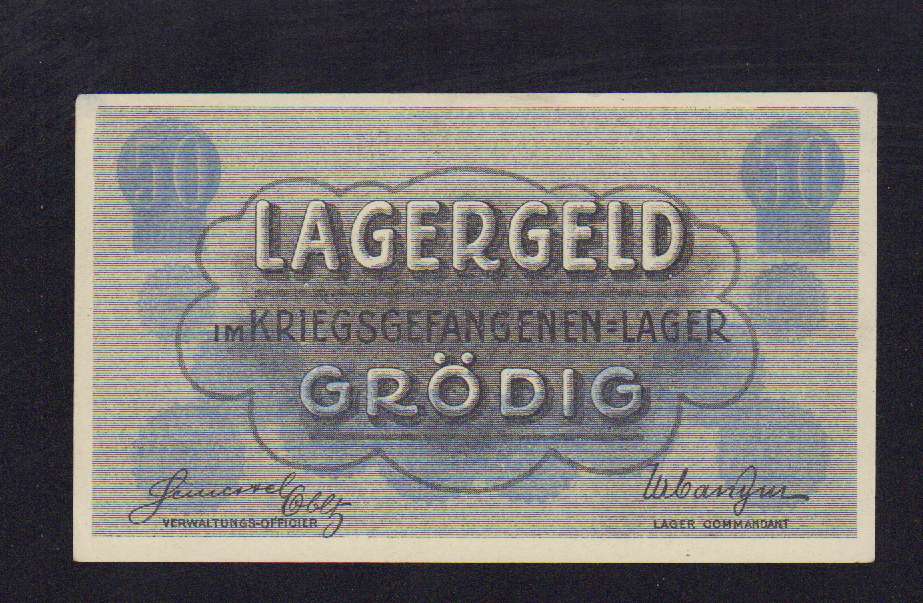 50 50
LAGERGELD
IM KRIEGSGEFANGENEN=LAGER
GRÖDIG
VERWALTUNGS-OFFICIER LAGER COMMANDANT